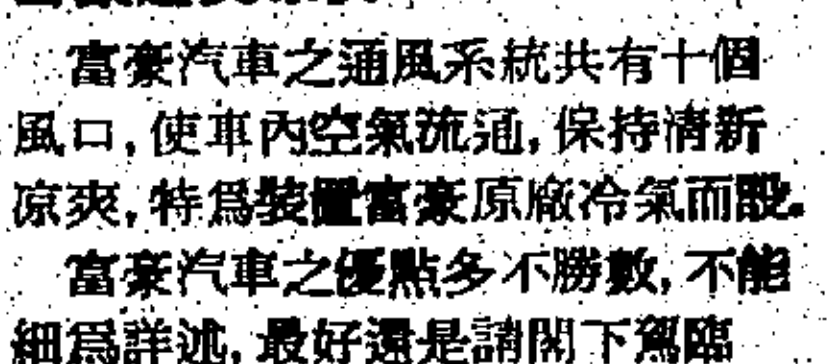 富豪汽車之通風系統共有十個
風口,使車內空氣流通,保持清新
凉爽,特爲裝置富豪原廠冷氣而設。
富豪汽車之優點多不勝數,不能
細爲詳述,最好還是請閣下駕臨